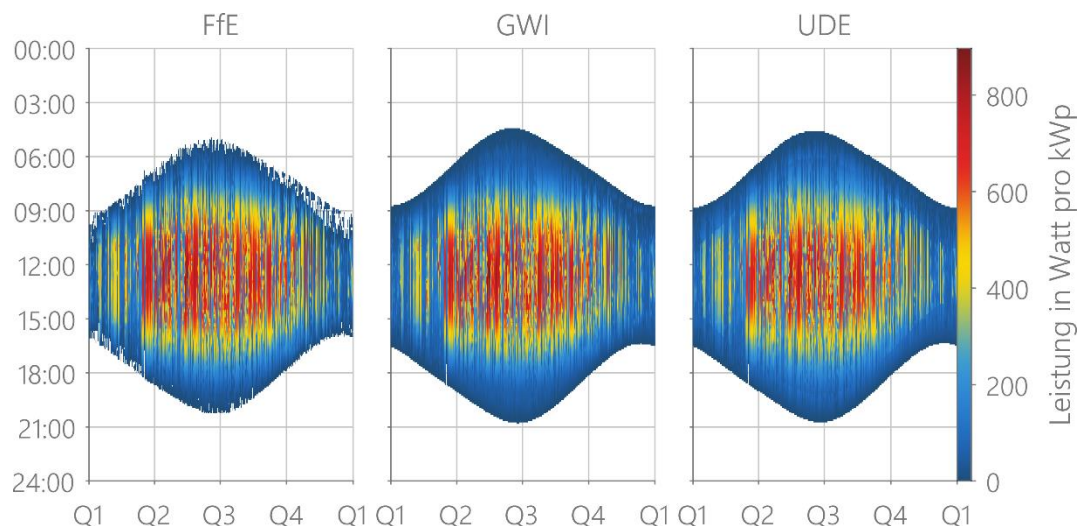 FfE
GWI
UDE
00:00
03:00
06:00
09:00
12:00
15:00
18:00
21:00
24:00
Q1 Q2 Q3 Q4 Q1
Q1 Q2 Q3 Q4 Q1
Q1 Q2 Q3 Q4 Q1
800
600
400
200
0
Leistung in Watt pro kWp